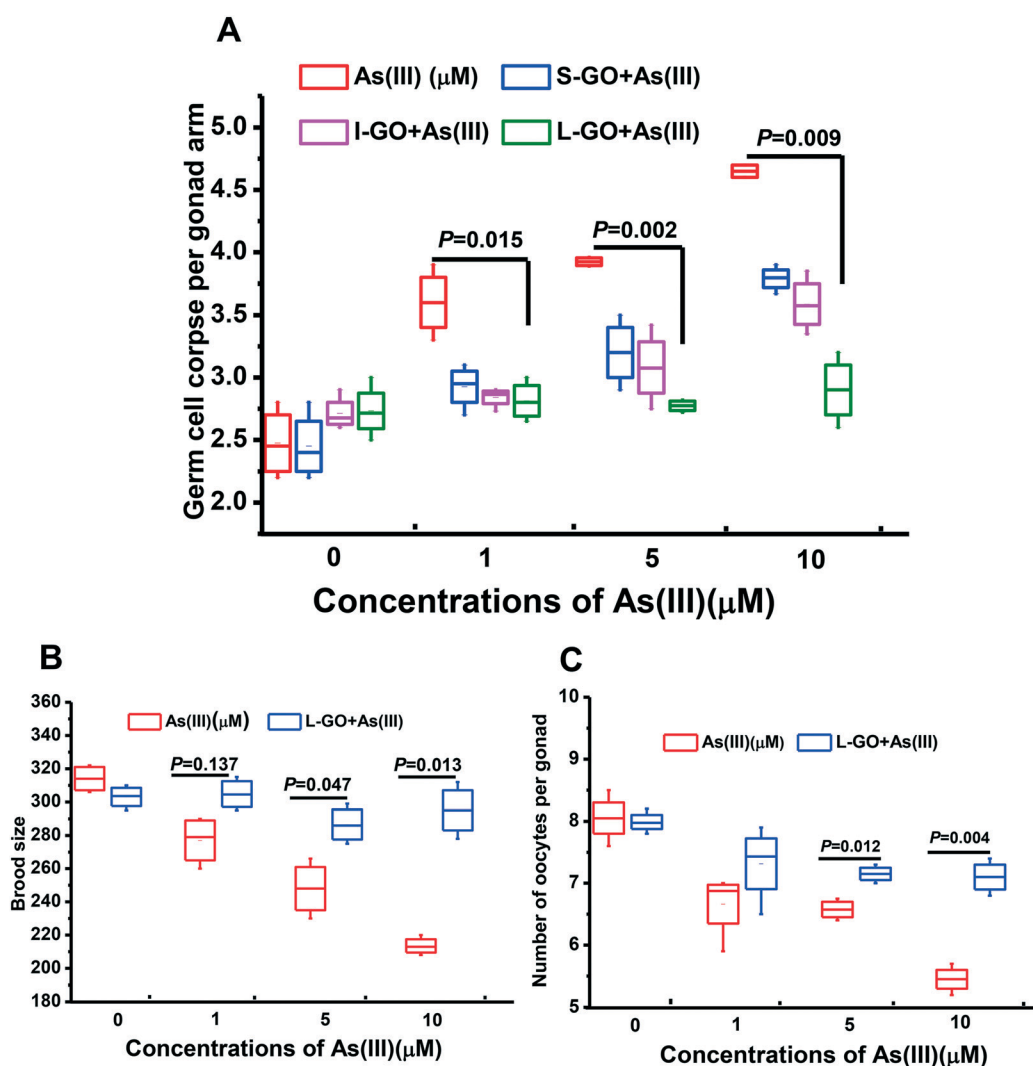 A
As(III) (μM) S-GO+As(III)
I-GO+As(III) L-GO+As(III)
Germ cell corpse per gonad arm
5.0
4.5
4.0
3.5
3.0
2.5
2.0
P=0.015
P=0.002
P=0.009
0 1 5 10
Concentrations of As(III)(μM)
B
Brood size
360
340
320
300
280
260
240
220
200
180
As(III)(μM) L-GO+As(III)
P=0.137
P=0.047
P=0.013
0 1 5 10
Concentrations of As(III)(μM)
C
Number of oocytes per gonad
10
9
8
7
6
5
As(III)(μM) L-GO+As(III)
P=0.012
P=0.004
0 1 5 10
Concentrations of As(III)(μM)